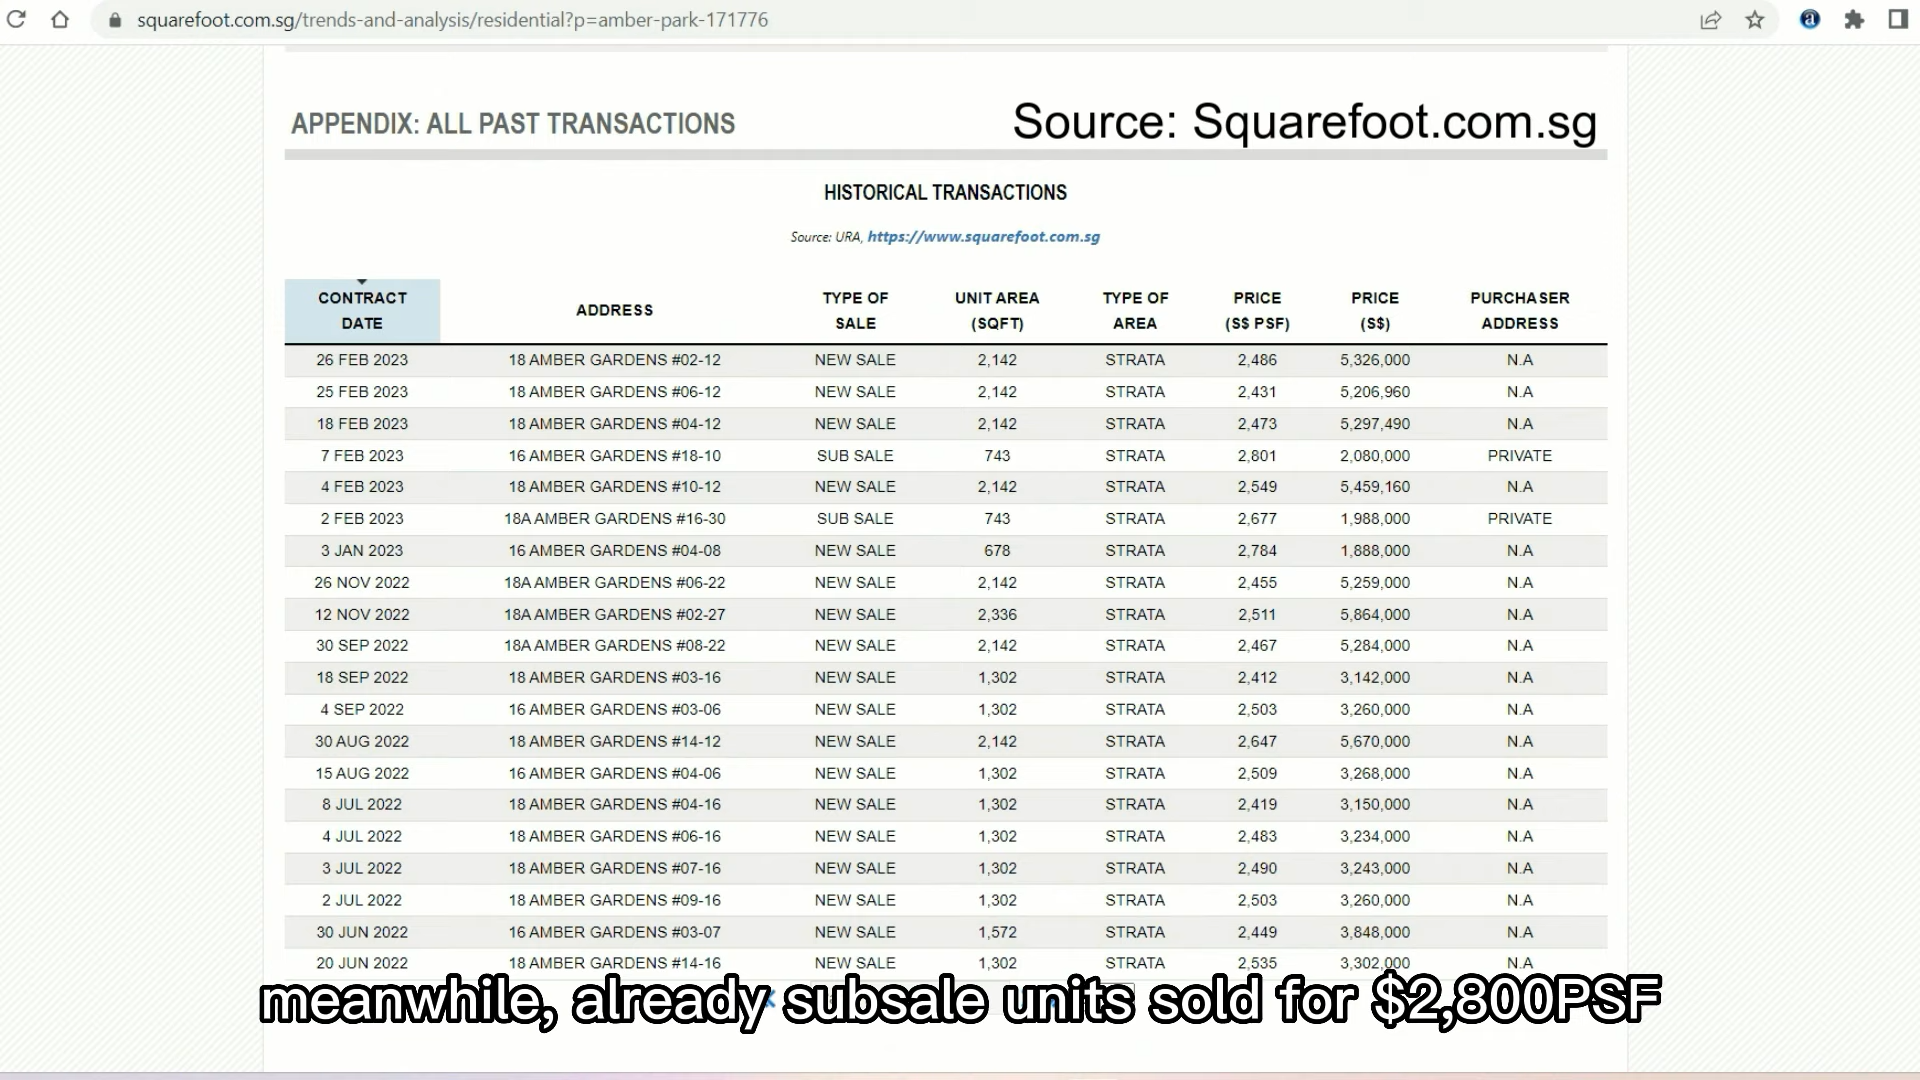 squarefoot.com.sg/trends-and-analysis/residential?p=amber-park-171776
APPENDIX: ALL PAST TRANSACTIONS
Source: Squarefoot.com.sg
HISTORICAL TRANSACTIONS
Source: URA, https://www.squarefoot.com.sg
CONTRACT DATE ADDRESS TYPE OF SALE UNIT AREA (SQFT) TYPE OF AREA PRICE (S$ PSF) PRICE (S$) PURCHASER ADDRESS
26 FEB 2023 18 AMBER GARDENS #02-12 NEW SALE 2,142 STRATA 2,486 5,326,000 N.A
25 FEB 2023 18 AMBER GARDENS #06-12 NEW SALE 2,142 STRATA 2,431 5,206,960 N.A
18 FEB 2023 18 AMBER GARDENS #04-12 NEW SALE 2,142 STRATA 2,473 5,297,490 N.A
7 FEB 2023 16 AMBER GARDENS #18-10 SUB SALE 743 STRATA 2,801 2,080,000 PRIVATE
4 FEB 2023 18 AMBER GARDENS #10-12 NEW SALE 2,142 STRATA 2,549 5,459,160 N.A
2 FEB 2023 18A AMBER GARDENS #16-30 SUB SALE 743 STRATA 2,677 1,988,000 PRIVATE
3 JAN 2023 16 AMBER GARDENS #04-08 NEW SALE 678 STRATA 2,784 1,888,000 N.A
26 NOV 2022 18A AMBER GARDENS #06-22 NEW SALE 2,142 STRATA 2,455 5,259,000 N.A
12 NOV 2022 18A AMBER GARDENS #02-27 NEW SALE 2,336 STRATA 2,511 5,864,000 N.A
30 SEP 2022 18A AMBER GARDENS #08-22 NEW SALE 2,142 STRATA 2,467 5,284,000 N.A
18 SEP 2022 18 AMBER GARDENS #03-16 NEW SALE 1,302 STRATA 2,412 3,142,000 N.A
4 SEP 2022 16 AMBER GARDENS #03-06 NEW SALE 1,302 STRATA 2,503 3,260,000 N.A
30 AUG 2022 18 AMBER GARDENS #14-12 NEW SALE 2,142 STRATA 2,647 5,670,000 N.A
15 AUG 2022 16 AMBER GARDENS #04-06 NEW SALE 1,302 STRATA 2,509 3,268,000 N.A
8 JUL 2022 18 AMBER GARDENS #04-16 NEW SALE 1,302 STRATA 2,419 3,150,000 N.A
4 JUL 2022 18 AMBER GARDENS #06-16 NEW SALE 1,302 STRATA 2,483 3,234,000 N.A
3 JUL 2022 18 AMBER GARDENS #07-16 NEW SALE 1,302 STRATA 2,490 3,243,000 N.A
2 JUL 2022 18 AMBER GARDENS #09-16 NEW SALE 1,302 STRATA 2,503 3,260,000 N.A
30 JUN 2022 16 AMBER GARDENS #03-07 NEW SALE 1,572 STRATA 2,449 3,848,000 N.A
20 JUN 2022 18 AMBER GARDENS #14-16 NEW SALE 1,302 STRATA 2,535 3,302,000 N.A
meanwhile, already subsale units sold for $2,800PSF